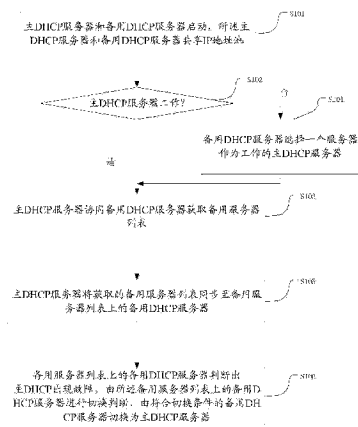 S101
主DHCP服务器和备用DHCP服务器启动,所述主
DHCP服务器和备用DHCP服务器共享IP地址池
S102
主DHCP服务器工作?
否
是
备用DHCP服务器选择一个服务器
作为工作的主DHCP服务器
主DHCP服务器访问备用DHCP服务器获取备用服务器
列表
主DHCP服务器将获取的备用服务器列表同步至备用服
务器列表上的备用DHCP服务器
备用服务器列表上的备用DHCP服务器判断出
主DHCP出现故障,由所述备用服务器列表上的备用D
HCP服务器进行切换判断,由符合切换条件的备用DH
CP服务器切换为主DHCP服务器